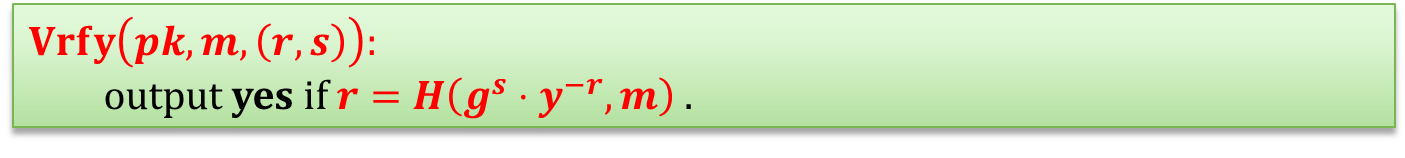 Vrfy(pk, m, (r, s)):
output yes if r = H(g^s · y^{−r}, m) .